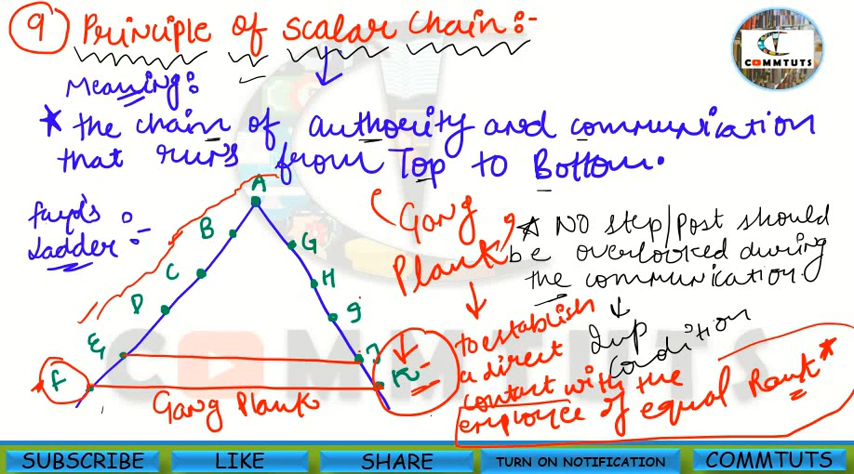 9 Principle of Scalar Chain:-
Meaning:
* the chain of authority and communication
that runs from Top to Bottom.
Fayol's
Ladder:-
A
B
C
D
E
F
G
H
J
K
Gang Plank
"Gang
Plank"
to establish
a direct
contact with the
employee of equal Rank*
* NO step/Post should
be overlooked during
the communication
Imp
Condition
COMMTUTS
COMMTUTS
SUBSCRIBE
LIKE
SHARE
TURN ON NOTIFICATION
COMMTUTS